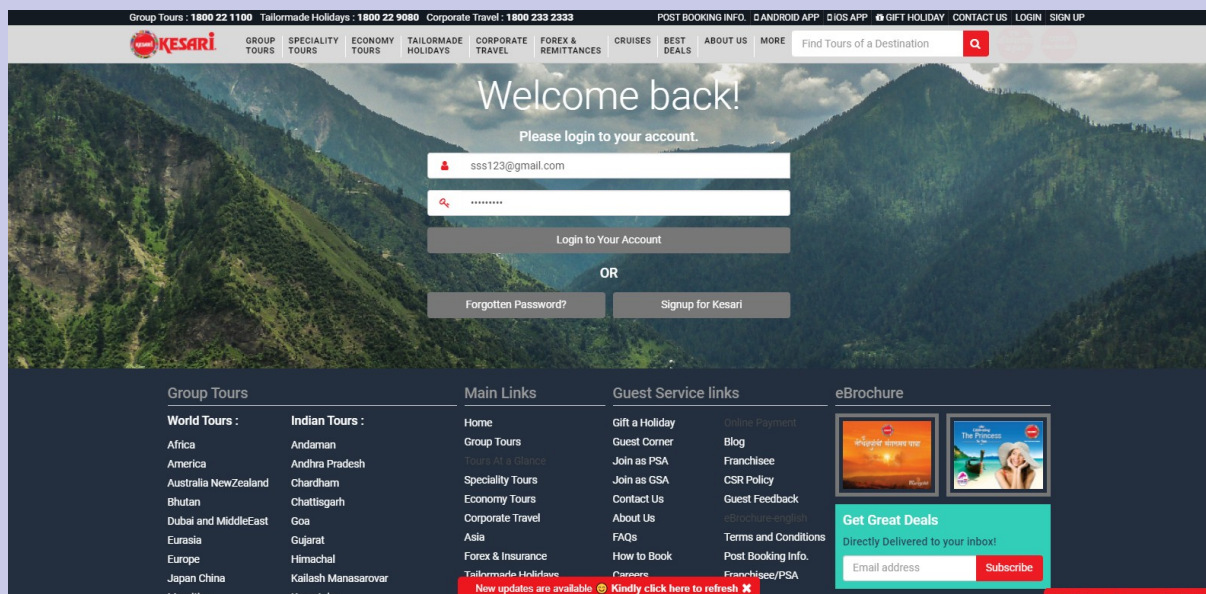 Group Tours : 1800 22 1100 Tailormade Holidays : 1800 22 9080 Corporate Travel : 1800 233 2333 POST BOOKING INFO. ANDROID APP iOS APP GIFT HOLIDAY CONTACT US LOGIN SIGN UP
KESARI
GROUP TOURS
SPECIALITY TOURS
ECONOMY TOURS
TAILORMADE HOLIDAYS
CORPORATE TRAVEL
FOREX & REMITTANCES
CRUISES
BEST DEALS
ABOUT US
MORE
Find Tours of a Destination
Welcome back!
Please login to your account.
sss123@gmail.com
•••••••••
Login to Your Account
OR
Forgotten Password?
Signup for Kesari
Group Tours
World Tours :
Africa
America
Australia NewZealand
Bhutan
Dubai and MiddleEast
Eurasia
Europe
Japan China
Indian Tours :
Andaman
Andhra Pradesh
Chardham
Chattisgarh
Goa
Gujarat
Himachal
Kailash Manasarovar
Main Links
Home
Group Tours
Tours At a Glance
Speciality Tours
Economy Tours
Corporate Travel
Asia
Forex & Insurance
Tailormade Holidays
Guest Service links
Gift a Holiday
Guest Corner
Join as PSA
Join as GSA
Contact Us
About Us
FAQs
How to Book
Careers
Online Payment
Blog
Franchisee
CSR Policy
Guest Feedback
eBrochure-english
Terms and Conditions
Post Booking Info.
Franchisee/PSA
eBrochure
The Princess
Get Great Deals
Directly Delivered to your inbox!
Email address
Subscribe
New updates are available 😀 Kindly click here to refresh ✖